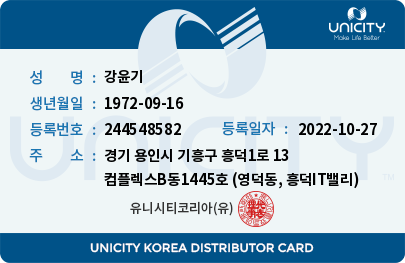 UNICITY
Make Life Better
성 명 : 강윤기
생년월일 : 1972-09-16
등록번호 : 244548582 등록일자 : 2022-10-27
주 소 : 경기 용인시 기흥구 흥덕1로 13
컴플렉스B동1445호 (영덕동, 흥덕IT밸리)
유니시티코리아(유)
UNICITY
UNICITY KOREA DISTRIBUTOR CARD